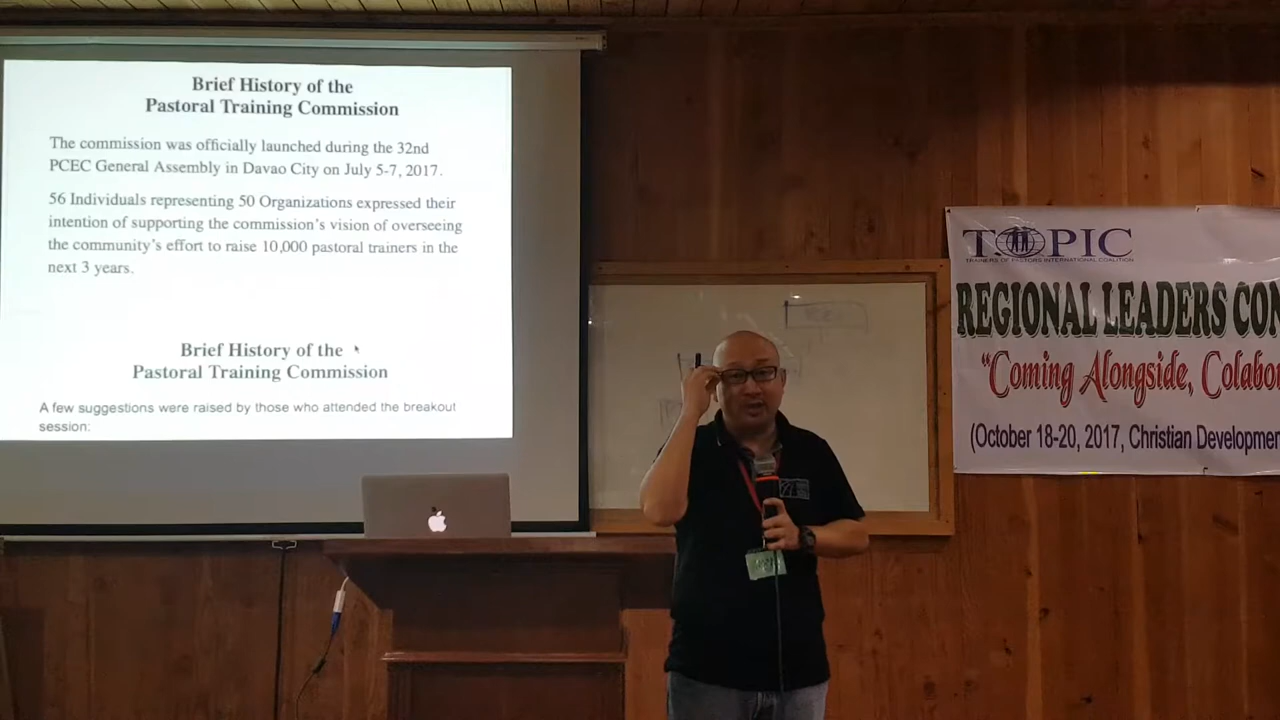 Brief History of the
Pastoral Training Commission
The commission was officially launched during the 32nd
PCEC General Assembly in Davao City on July 5-7, 2017.
56 Individuals representing 50 Organizations expressed their
intention of supporting the commission's vision of overseeing
the community's effort to raise 10,000 pastoral trainers in the
next 3 years.
Brief History of the
Pastoral Training Commission
A few suggestions were raised by those who attended the breakout
session:
TOPIC
TRAINERS OF PASTORS INTERNATIONAL COALITION
REGIONAL LEADERS CON
"Coming Alongside, Colabor
(October 18-20, 2017, Christian Developmen